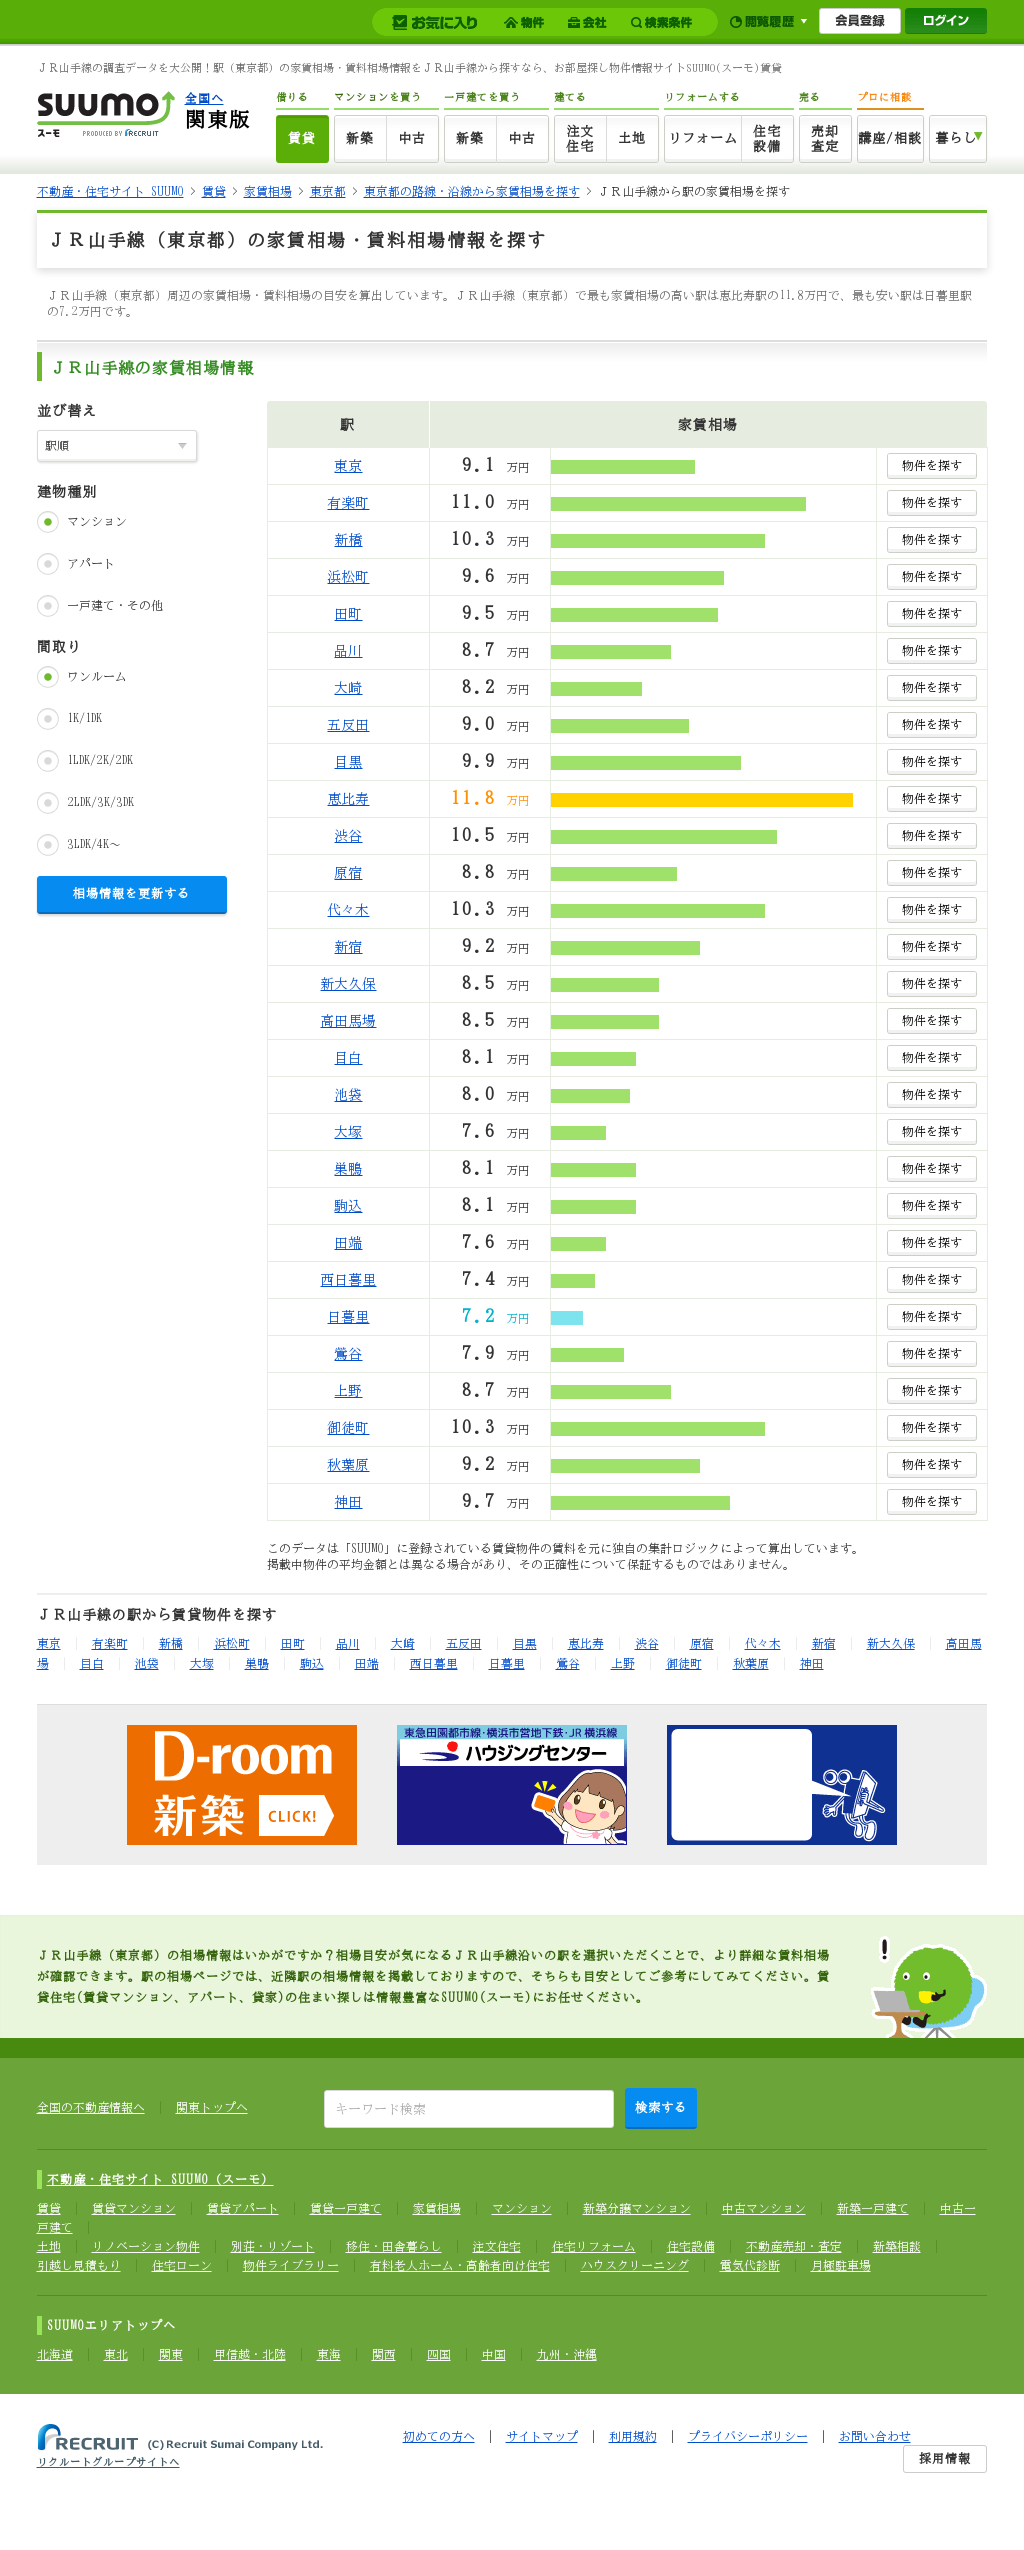 お気に入り 物件 会社 検索条件 閲覧履歴 会員登録 ログイン
ＪＲ山手線の調査データを大公開！駅（東京都）の家賃相場・賃料相場情報をＪＲ山手線から探すなら、お部屋探し物件情報サイトSUUMO(スーモ)賃貸
SUUMO
スーモ PRODUCED BY RECRUIT
全国へ
関東版
借りる マンションを買う 一戸建てを買う 建てる リフォームする 売る プロに相談
賃貸 新築 中古 新築 中古 注文住宅 土地 リフォーム 住宅設備 売却査定 講座/相談 暮らし
不動産・住宅サイト SUUMO > 賃貸 > 家賃相場 > 東京都 > 東京都の路線・沿線から家賃相場を探す > ＪＲ山手線から駅の家賃相場を探す
ＪＲ山手線（東京都）の家賃相場・賃料相場情報を探す
ＪＲ山手線（東京都）周辺の家賃相場・賃料相場の目安を算出しています。ＪＲ山手線（東京都）で最も家賃相場の高い駅は恵比寿駅の11.8万円で、最も安い駅は日暮里駅
の7.2万円です。
ＪＲ山手線の家賃相場情報
並び替え
駅順
建物種別
マンション
アパート
一戸建て・その他
間取り
ワンルーム
1K/1DK
1LDK/2K/2DK
2LDK/3K/3DK
3LDK/4K～
相場情報を更新する
駅 家賃相場
東京 9.1 万円 物件を探す
有楽町 11.0 万円 物件を探す
新橋 10.3 万円 物件を探す
浜松町 9.6 万円 物件を探す
田町 9.5 万円 物件を探す
品川 8.7 万円 物件を探す
大崎 8.2 万円 物件を探す
五反田 9.0 万円 物件を探す
目黒 9.9 万円 物件を探す
恵比寿 11.8 万円 物件を探す
渋谷 10.5 万円 物件を探す
原宿 8.8 万円 物件を探す
代々木 10.3 万円 物件を探す
新宿 9.2 万円 物件を探す
新大久保 8.5 万円 物件を探す
高田馬場 8.5 万円 物件を探す
目白 8.1 万円 物件を探す
池袋 8.0 万円 物件を探す
大塚 7.6 万円 物件を探す
巣鴨 8.1 万円 物件を探す
駒込 8.1 万円 物件を探す
田端 7.6 万円 物件を探す
西日暮里 7.4 万円 物件を探す
日暮里 7.2 万円 物件を探す
鶯谷 7.9 万円 物件を探す
上野 8.7 万円 物件を探す
御徒町 10.3 万円 物件を探す
秋葉原 9.2 万円 物件を探す
神田 9.7 万円 物件を探す
このデータは「SUUMO」に登録されている賃貸物件の賃料を元に独自の集計ロジックによって算出しています。
掲載中物件の平均金額とは異なる場合があり、その正確性について保証するものではありません。
ＪＲ山手線の駅から賃貸物件を探す
東京 有楽町 新橋 浜松町 田町 品川 大崎 五反田 目黒 恵比寿 渋谷 原宿 代々木 新宿 新大久保 高田馬
場 目白 池袋 大塚 巣鴨 駒込 田端 西日暮里 日暮里 鶯谷 上野 御徒町 秋葉原 神田
D-room
新築 CLICK!
東急田園都市線・横浜市営地下鉄・JR横浜線
ハウジングセンター
ＪＲ山手線（東京都）の相場情報はいかがですか？相場目安が気になるＪＲ山手線沿いの駅を選択いただくことで、より詳細な賃料相場
が確認できます。駅の相場ページでは、近隣駅の相場情報を掲載しておりますので、そちらも目安としてご参考にしてみてください。賃
貸住宅(賃貸マンション、アパート、貸家)の住まい探しは情報豊富なSUUMO(スーモ)にお任せください。
全国の不動産情報へ 関東トップへ キーワード検索 検索する
不動産・住宅サイト SUUMO（スーモ）
賃貸 賃貸マンション 賃貸アパート 賃貸一戸建て 家賃相場 マンション 新築分譲マンション 中古マンション 新築一戸建て 中古一
戸建て
土地 リノベーション物件 別荘・リゾート 移住・田舎暮らし 注文住宅 住宅リフォーム 住宅設備 不動産売却・査定 新築相談
引越し見積もり 住宅ローン 物件ライブラリー 有料老人ホーム・高齢者向け住宅 ハウスクリーニング 電気代診断 月極駐車場
SUUMOエリアトップへ
北海道 東北 関東 甲信越・北陸 東海 関西 四国 中国 九州・沖縄
RECRUIT (C) Recruit Sumai Company Ltd.
リクルートグループサイトへ
初めての方へ | サイトマップ | 利用規約 | プライバシーポリシー | お問い合わせ
採用情報